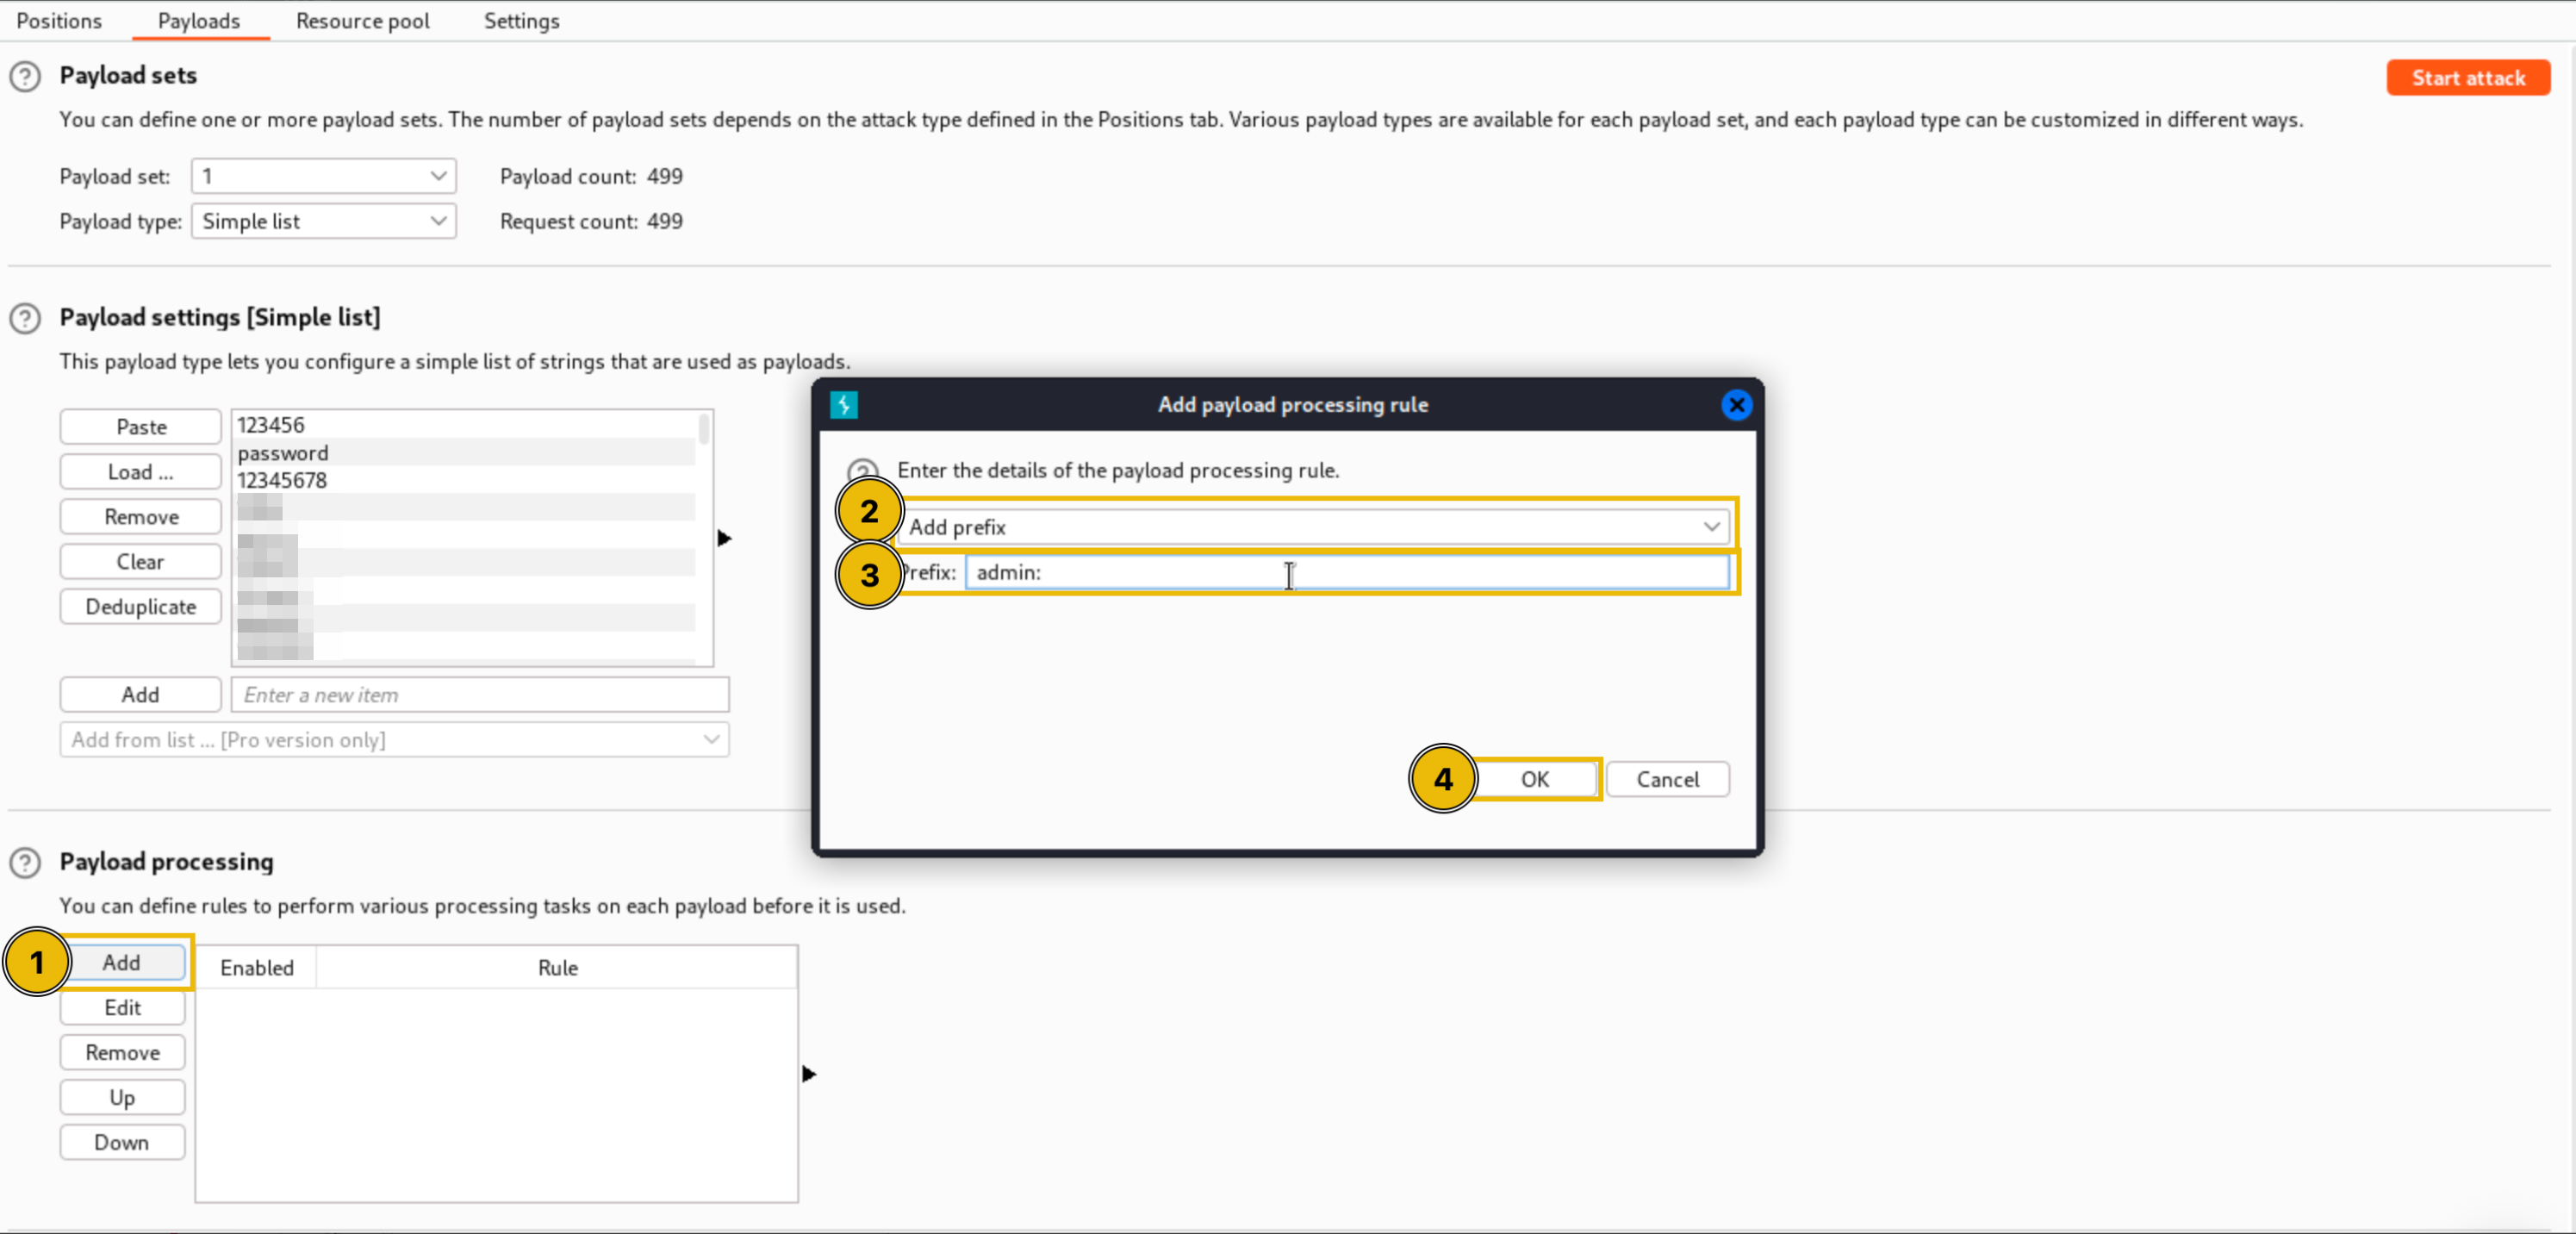 Positions Payloads Resource pool Settings
Payload sets
Start attack
You can define one or more payload sets. The number of payload sets depends on the attack type defined in the Positions tab. Various payload types are available for each payload set, and each payload type can be customized in different ways.
Payload set: 1 Payload count: 499
Payload type: Simple list Request count: 499
Payload settings [Simple list]
This payload type lets you configure a simple list of strings that are used as payloads.
Paste
Load ...
Remove
Clear
Deduplicate
123456
password
12345678
Add Enter a new item
Add from list ... [Pro version only]
Add payload processing rule
Enter the details of the payload processing rule.
2 Add prefix
3 Prefix: admin:
4 OK Cancel
Payload processing
You can define rules to perform various processing tasks on each payload before it is used.
1 Add
Edit
Remove
Up
Down
Enabled Rule